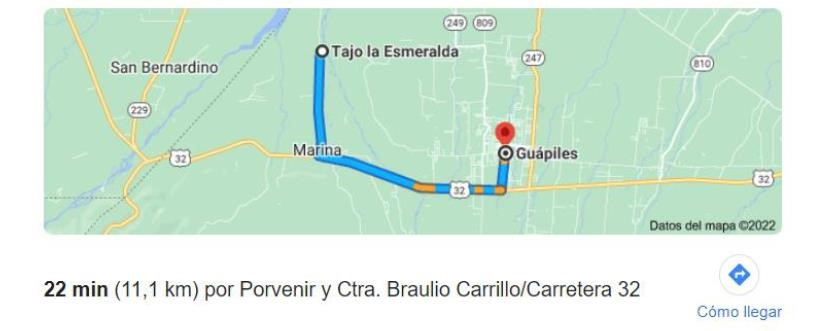 249 809
Tajo la Esmeralda
247
San Bernardino
810
229
Marina
32
Guápiles
32
32
Datos del mapa ©2022
22 min (11,1 km) por Porvenir y Ctra. Braulio Carrillo/Carretera 32
Cómo llegar